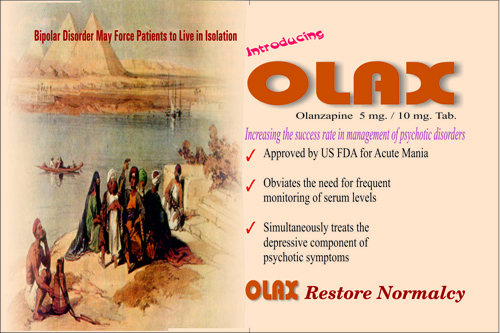 Bipolar Disorder May Force Patients to Live in Isolation
Introducing
OLAX
Olanzapine 5 mg. / 10 mg. Tab.
Increasing the success rate in management of psychotic disorders
✓ Approved by US FDA for Acute Mania
✓ Obviates the need for frequent
monitoring of serum levels
✓ Simultaneously treats the
depressive component of
psychotic symptoms
OLAX Restore Normalcy